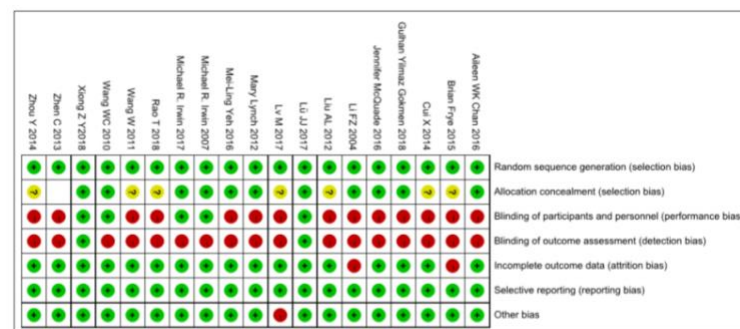 Aileen WK Chan 2016
Brian Frye 2015
Cui X 2014
Gulhan Yilmaz Gokmen 2018
Jennifer McQuade 2016
Li FZ 2004
Liu AL 2012
Lü JJ 2017
Lv M 2017
Mary Lynch 2012
Mei-Ling Yeh 2016
Michael R. Irwin 2007
Michael R. Irwin 2017
Rao T 2018
Wang W 2011
Wang WC 2010
Xiong Z Y2018
Zhen C 2013
Zhou Y 2014
Random sequence generation (selection bias)
? ? ? ? ? ? ? Allocation concealment (selection bias)
Blinding of participants and personnel (performance bias
Blinding of outcome assessment (detection bias)
Incomplete outcome data (attrition bias)
Selective reporting (reporting bias)
Other bias